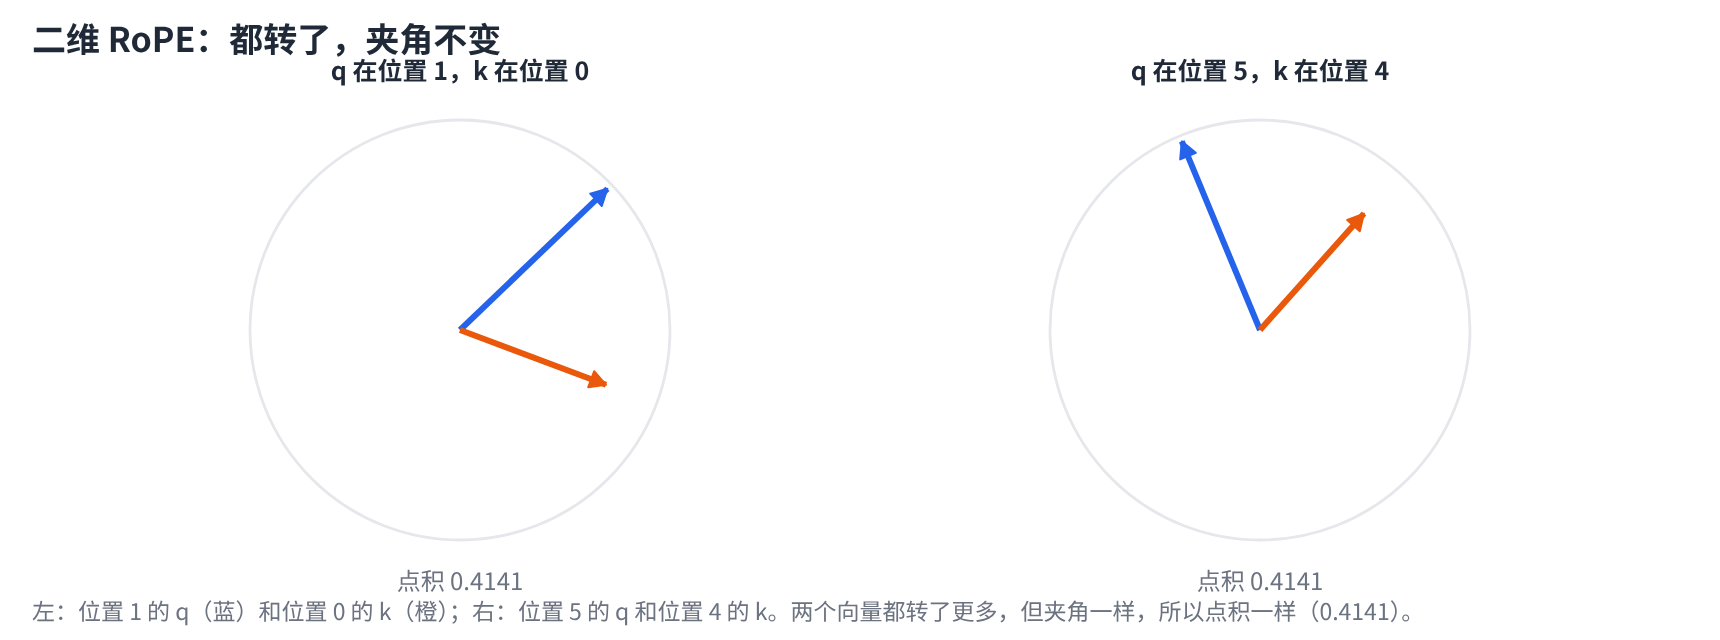 二维 RoPE：都转了，夹角不变
q 在位置 1，k 在位置 0
q 在位置 5，k 在位置 4
点积 0.4141
点积 0.4141
左：位置 1 的 q（蓝）和位置 0 的 k（橙）；右：位置 5 的 q 和位置 4 的 k。两个向量都转了更多，但夹角一样，所以点积一样（0.4141）。